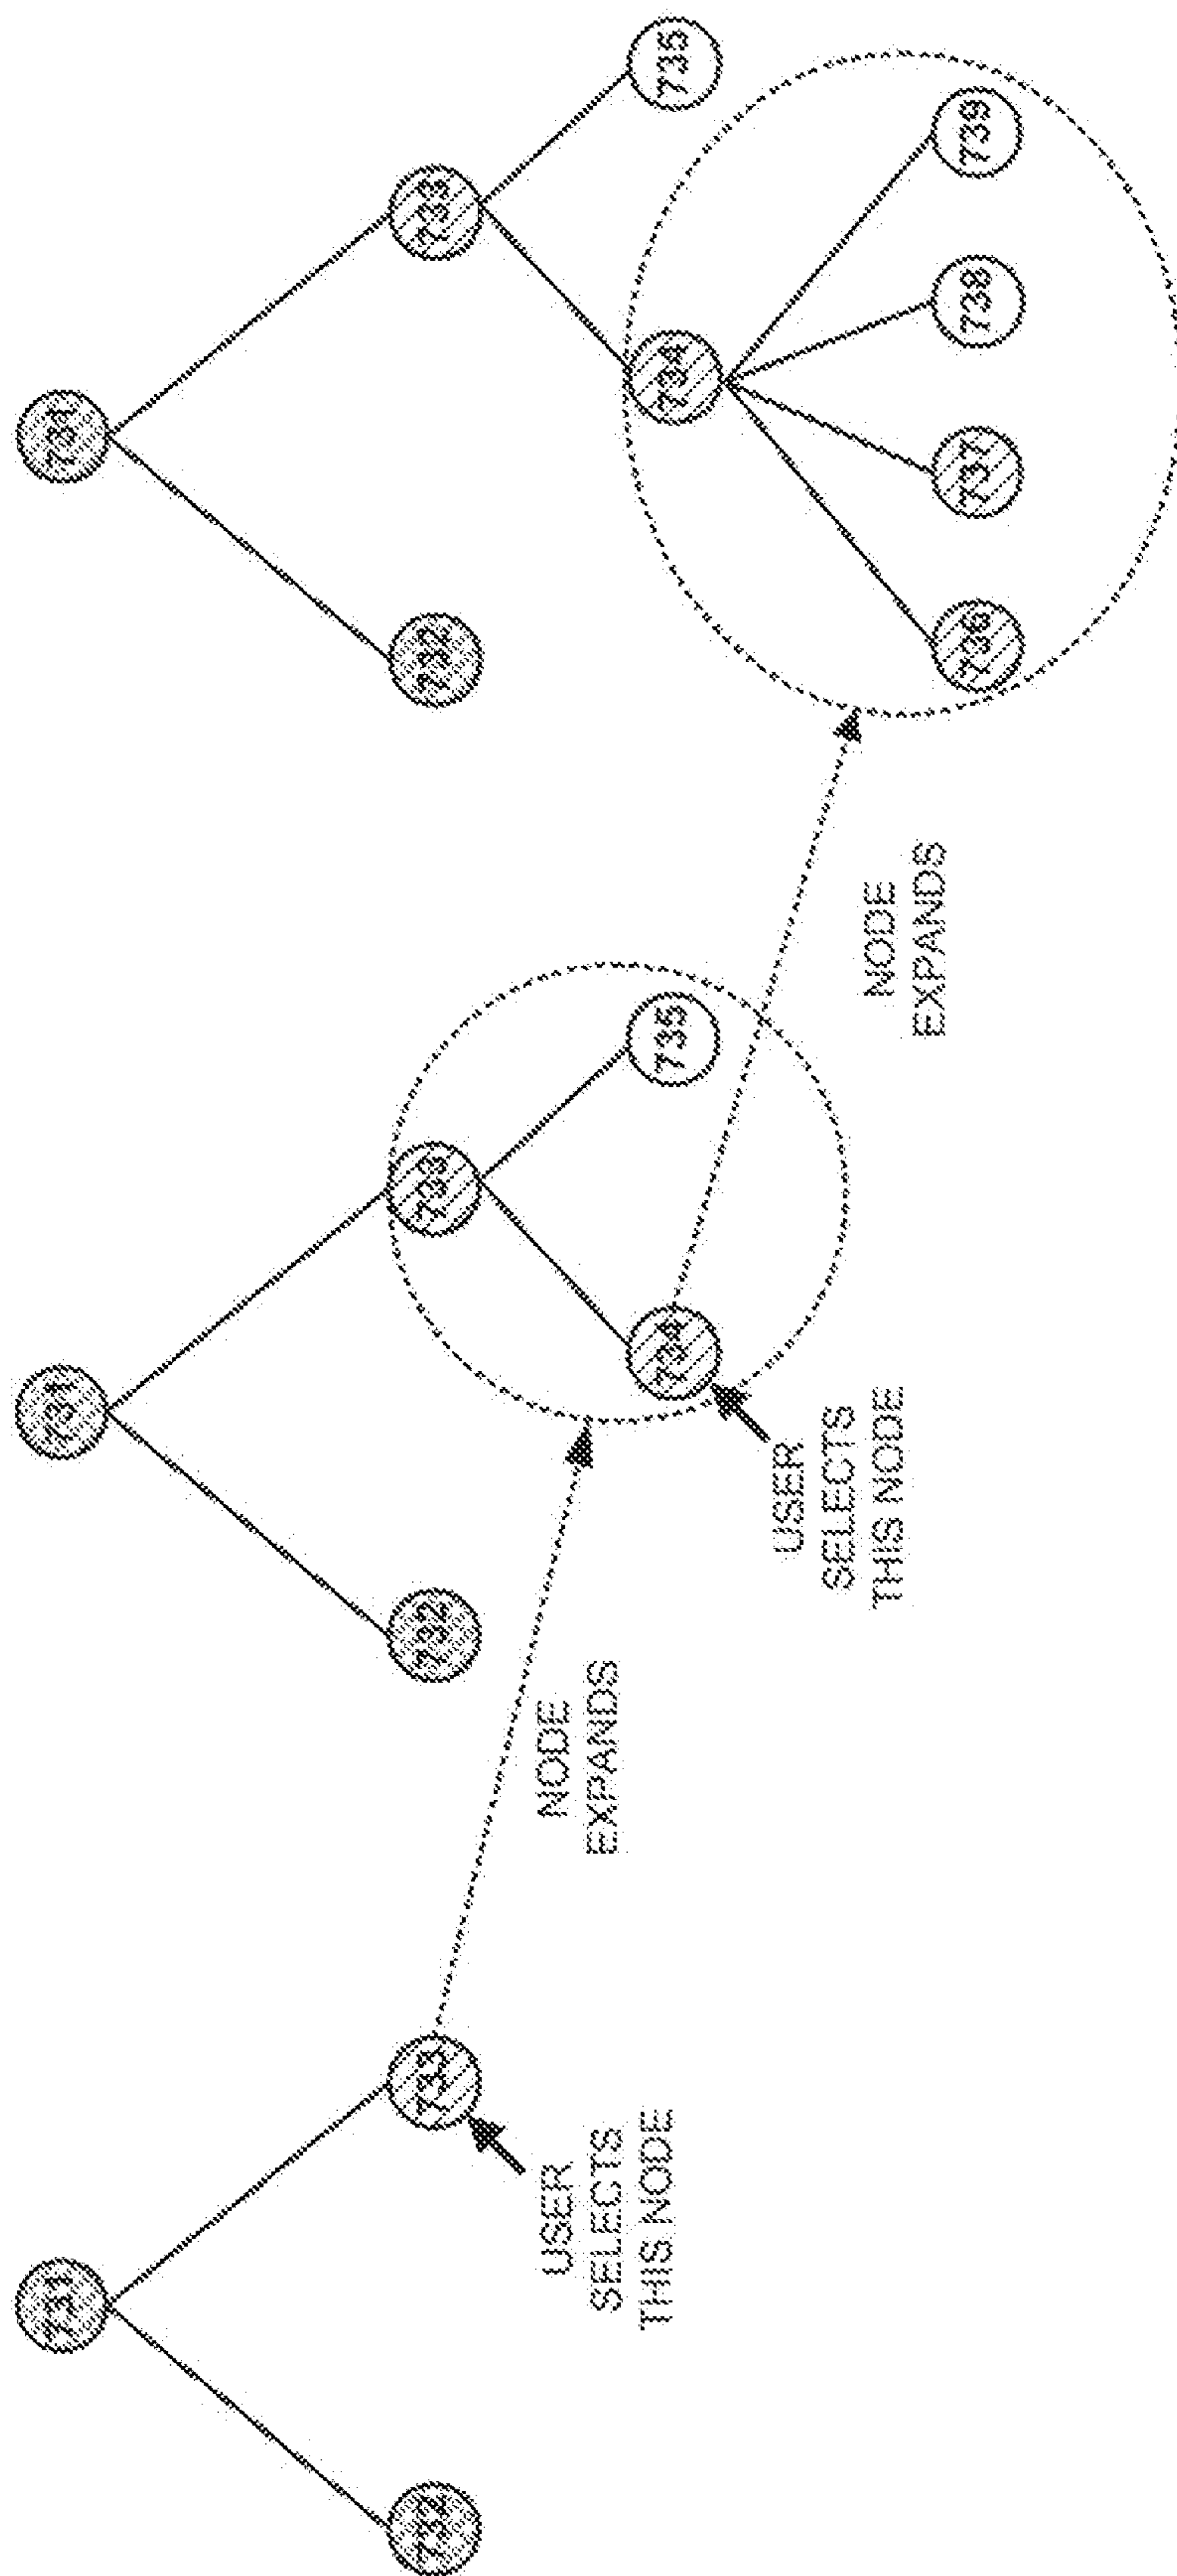 731
732
733
USER
SELECTS
THIS NODE
NODE
EXPANDS
731
732
733
734
735
USER
SELECTS
THIS NODE
NODE
EXPANDS
731
732
733
734
735
736
737
738
739